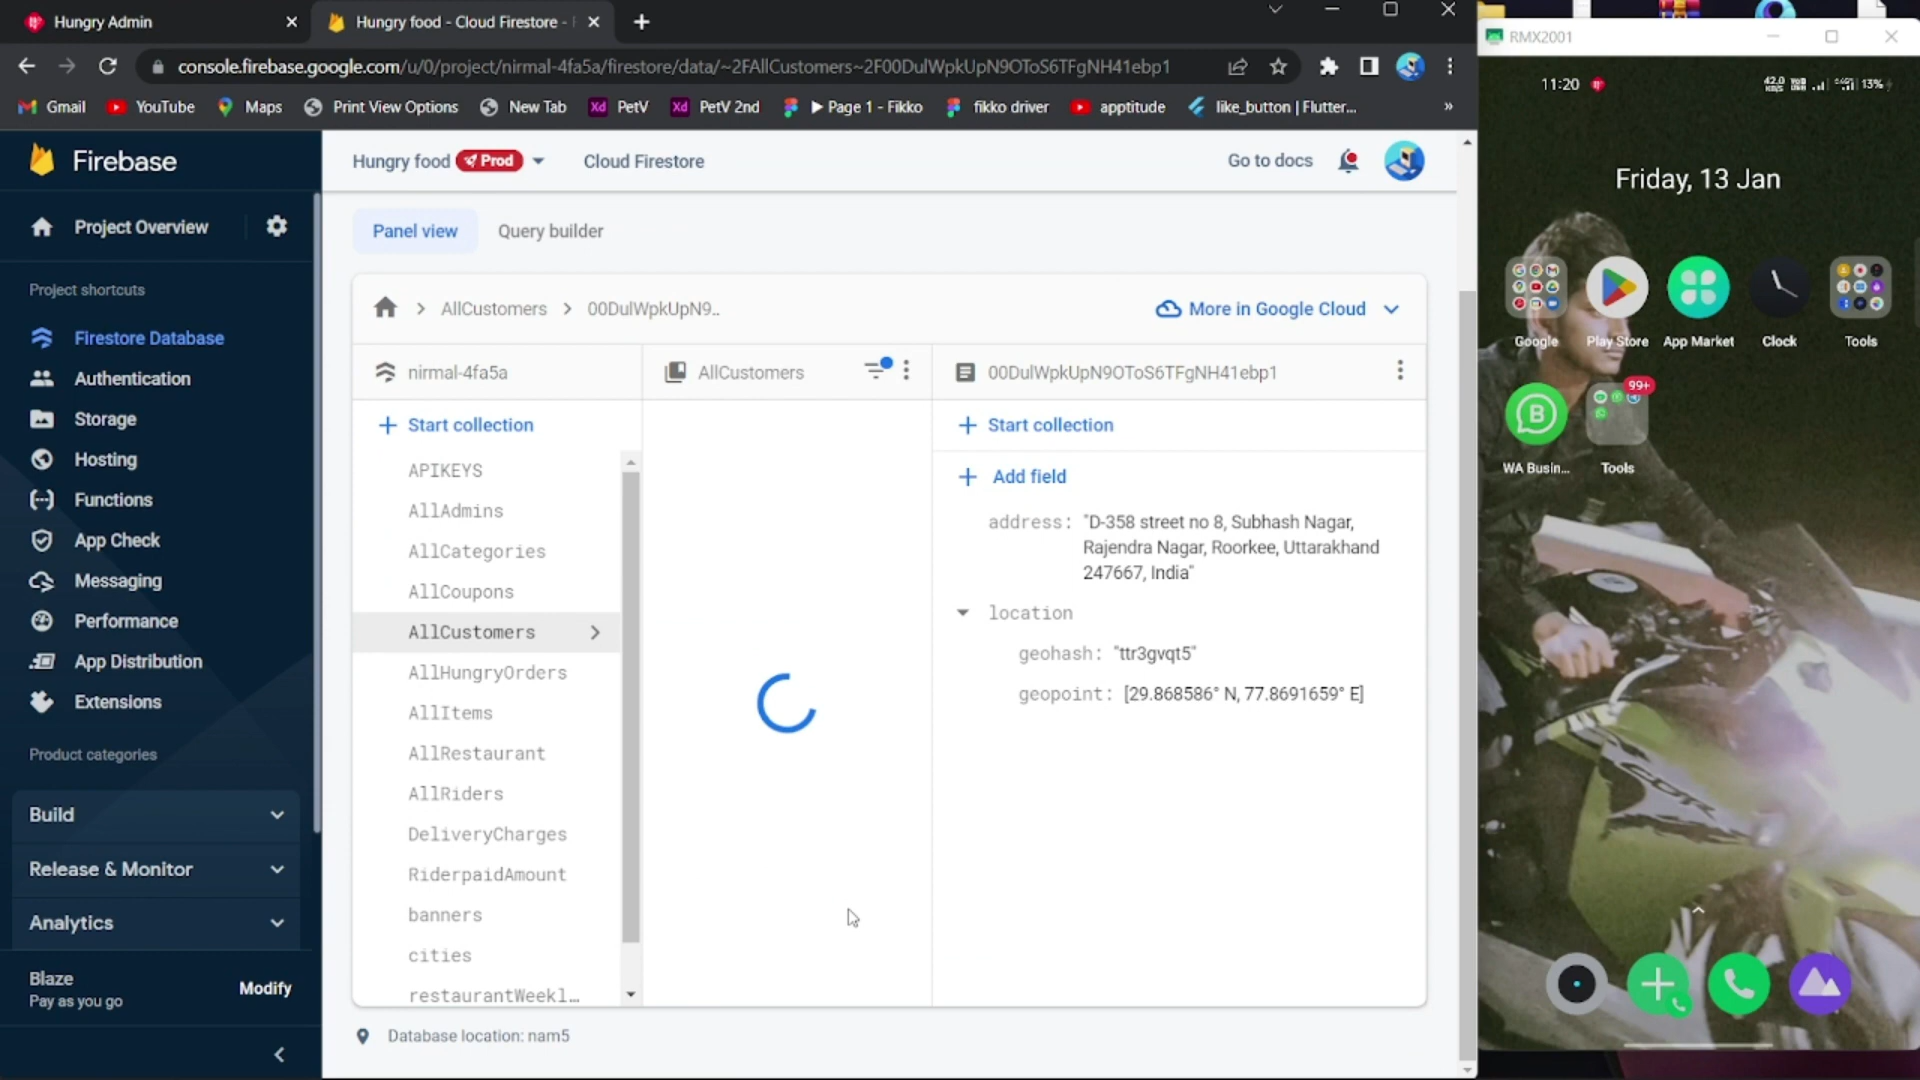 Hungry Admin
Hungry food - Cloud Firestore -
console.firebase.google.com/u/0/project/nirmal-4fa5a/firestore/data/~2FAllCustomers~2F00DulWpkUpN9OToS6TFgNH41ebp1
Gmail
YouTube
Maps
Print View Options
New Tab
Xd PetV
Xd PetV 2nd
▶ Page 1 - Fikko
fikko driver
apptitude
like_button | Flutter...
»
Firebase
Project Overview
Project shortcuts
Firestore Database
Authentication
Storage
Hosting
Functions
App Check
Messaging
Performance
App Distribution
Extensions
Product categories
Build
Release & Monitor
Analytics
Blaze
Pay as you go
Modify
Hungry food
Prod
Cloud Firestore
Go to docs
Panel view
Query builder
AllCustomers
00DulWpkUpN9..
More in Google Cloud
nirmal-4fa5a
Start collection
APIKEYS
AllAdmins
AllCategories
AllCoupons
AllCustomers
AllHungryOrders
AllItems
AllRestaurant
AllRiders
DeliveryCharges
RiderpaidAmount
banners
cities
restaurantWeekl…
AllCustomers
00DulWpkUpN9OToS6TFgNH41ebp1
Start collection
Add field
address: "D-358 street no 8, Subhash Nagar,
Rajendra Nagar, Roorkee, Uttarakhand
247667, India"
location
geohash: "ttr3gvqt5"
geopoint: [29.868586° N, 77.8691659° E]
Database location: nam5
RMX2001
11:20
42.0
KB/S
13%
Friday, 13 Jan
Google
Play Store
App Market
Clock
Tools
99+
B
WA Busin...
Tools